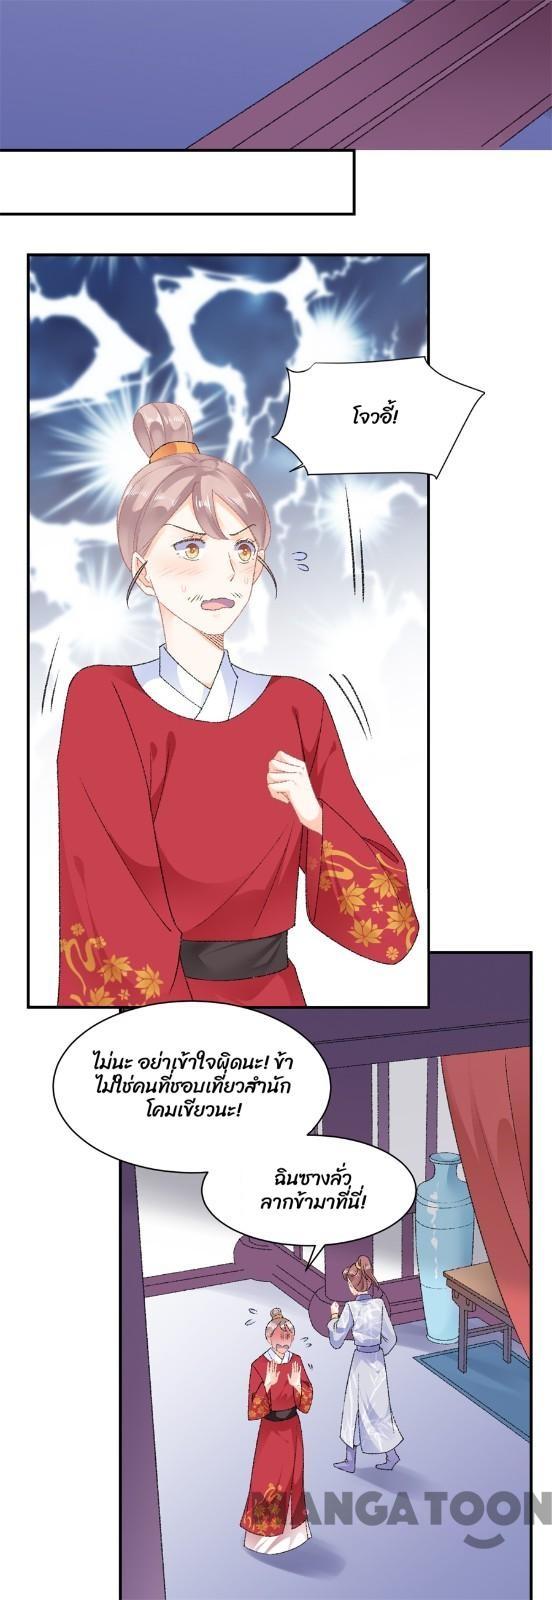 โจวอี้!
ไม่นะ อย่าเข้าใจผิดนะ! ข้า
ไม่ใช่คนที่ชอบเที่ยวสำนัก
โคมเขียวนะ!
ฉินซางลั่ว
ลากข้ามาที่นี่!
MANGATOON